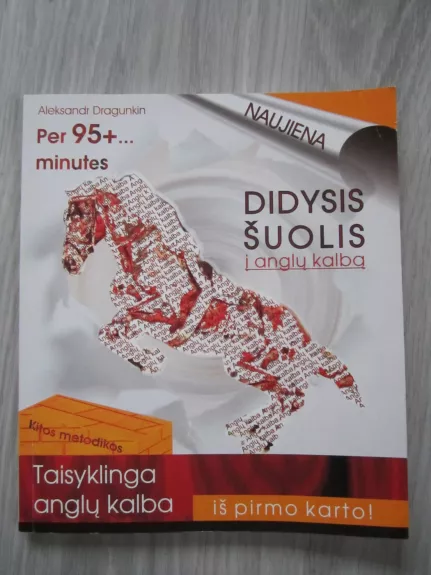 Aleksandr Dragunkin
NAUJIENA
Per 95+...
minutes
DIDYSIS
ŠUOLIS
į anglų kalbą
Kitos metodikos
Taisyklinga
anglų kalba
iš pirmo karto!